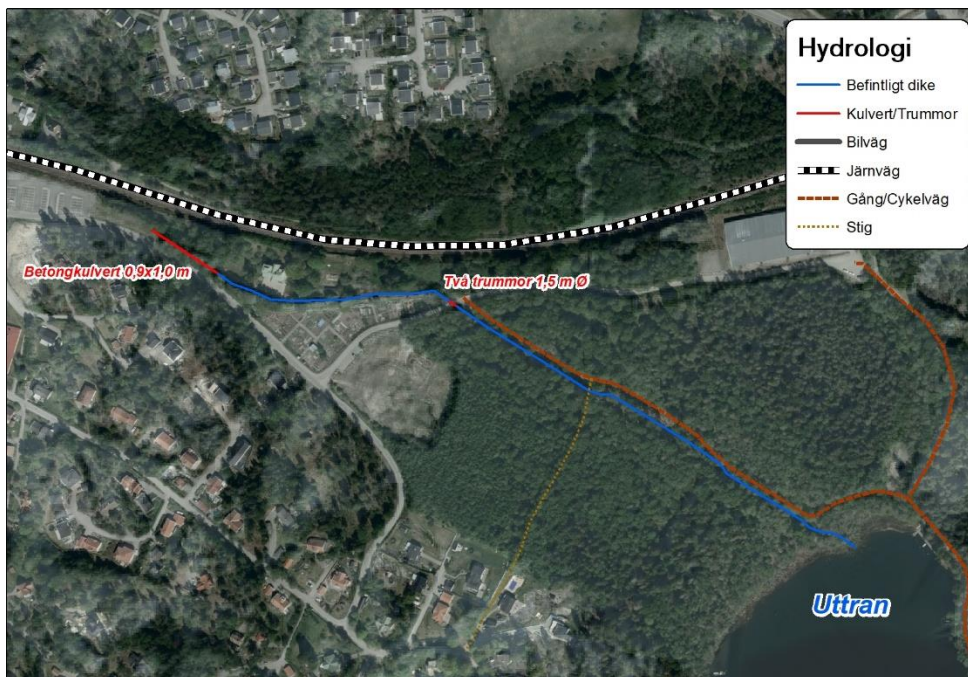 Hydrologi
Befintligt dike
Kulvert/Trummor
Bilväg
Järnväg
Gång/Cykelväg
Stig
Betongkulvert 0,9x1,0 m
Två trummor 1,5 m Ø
Uttran